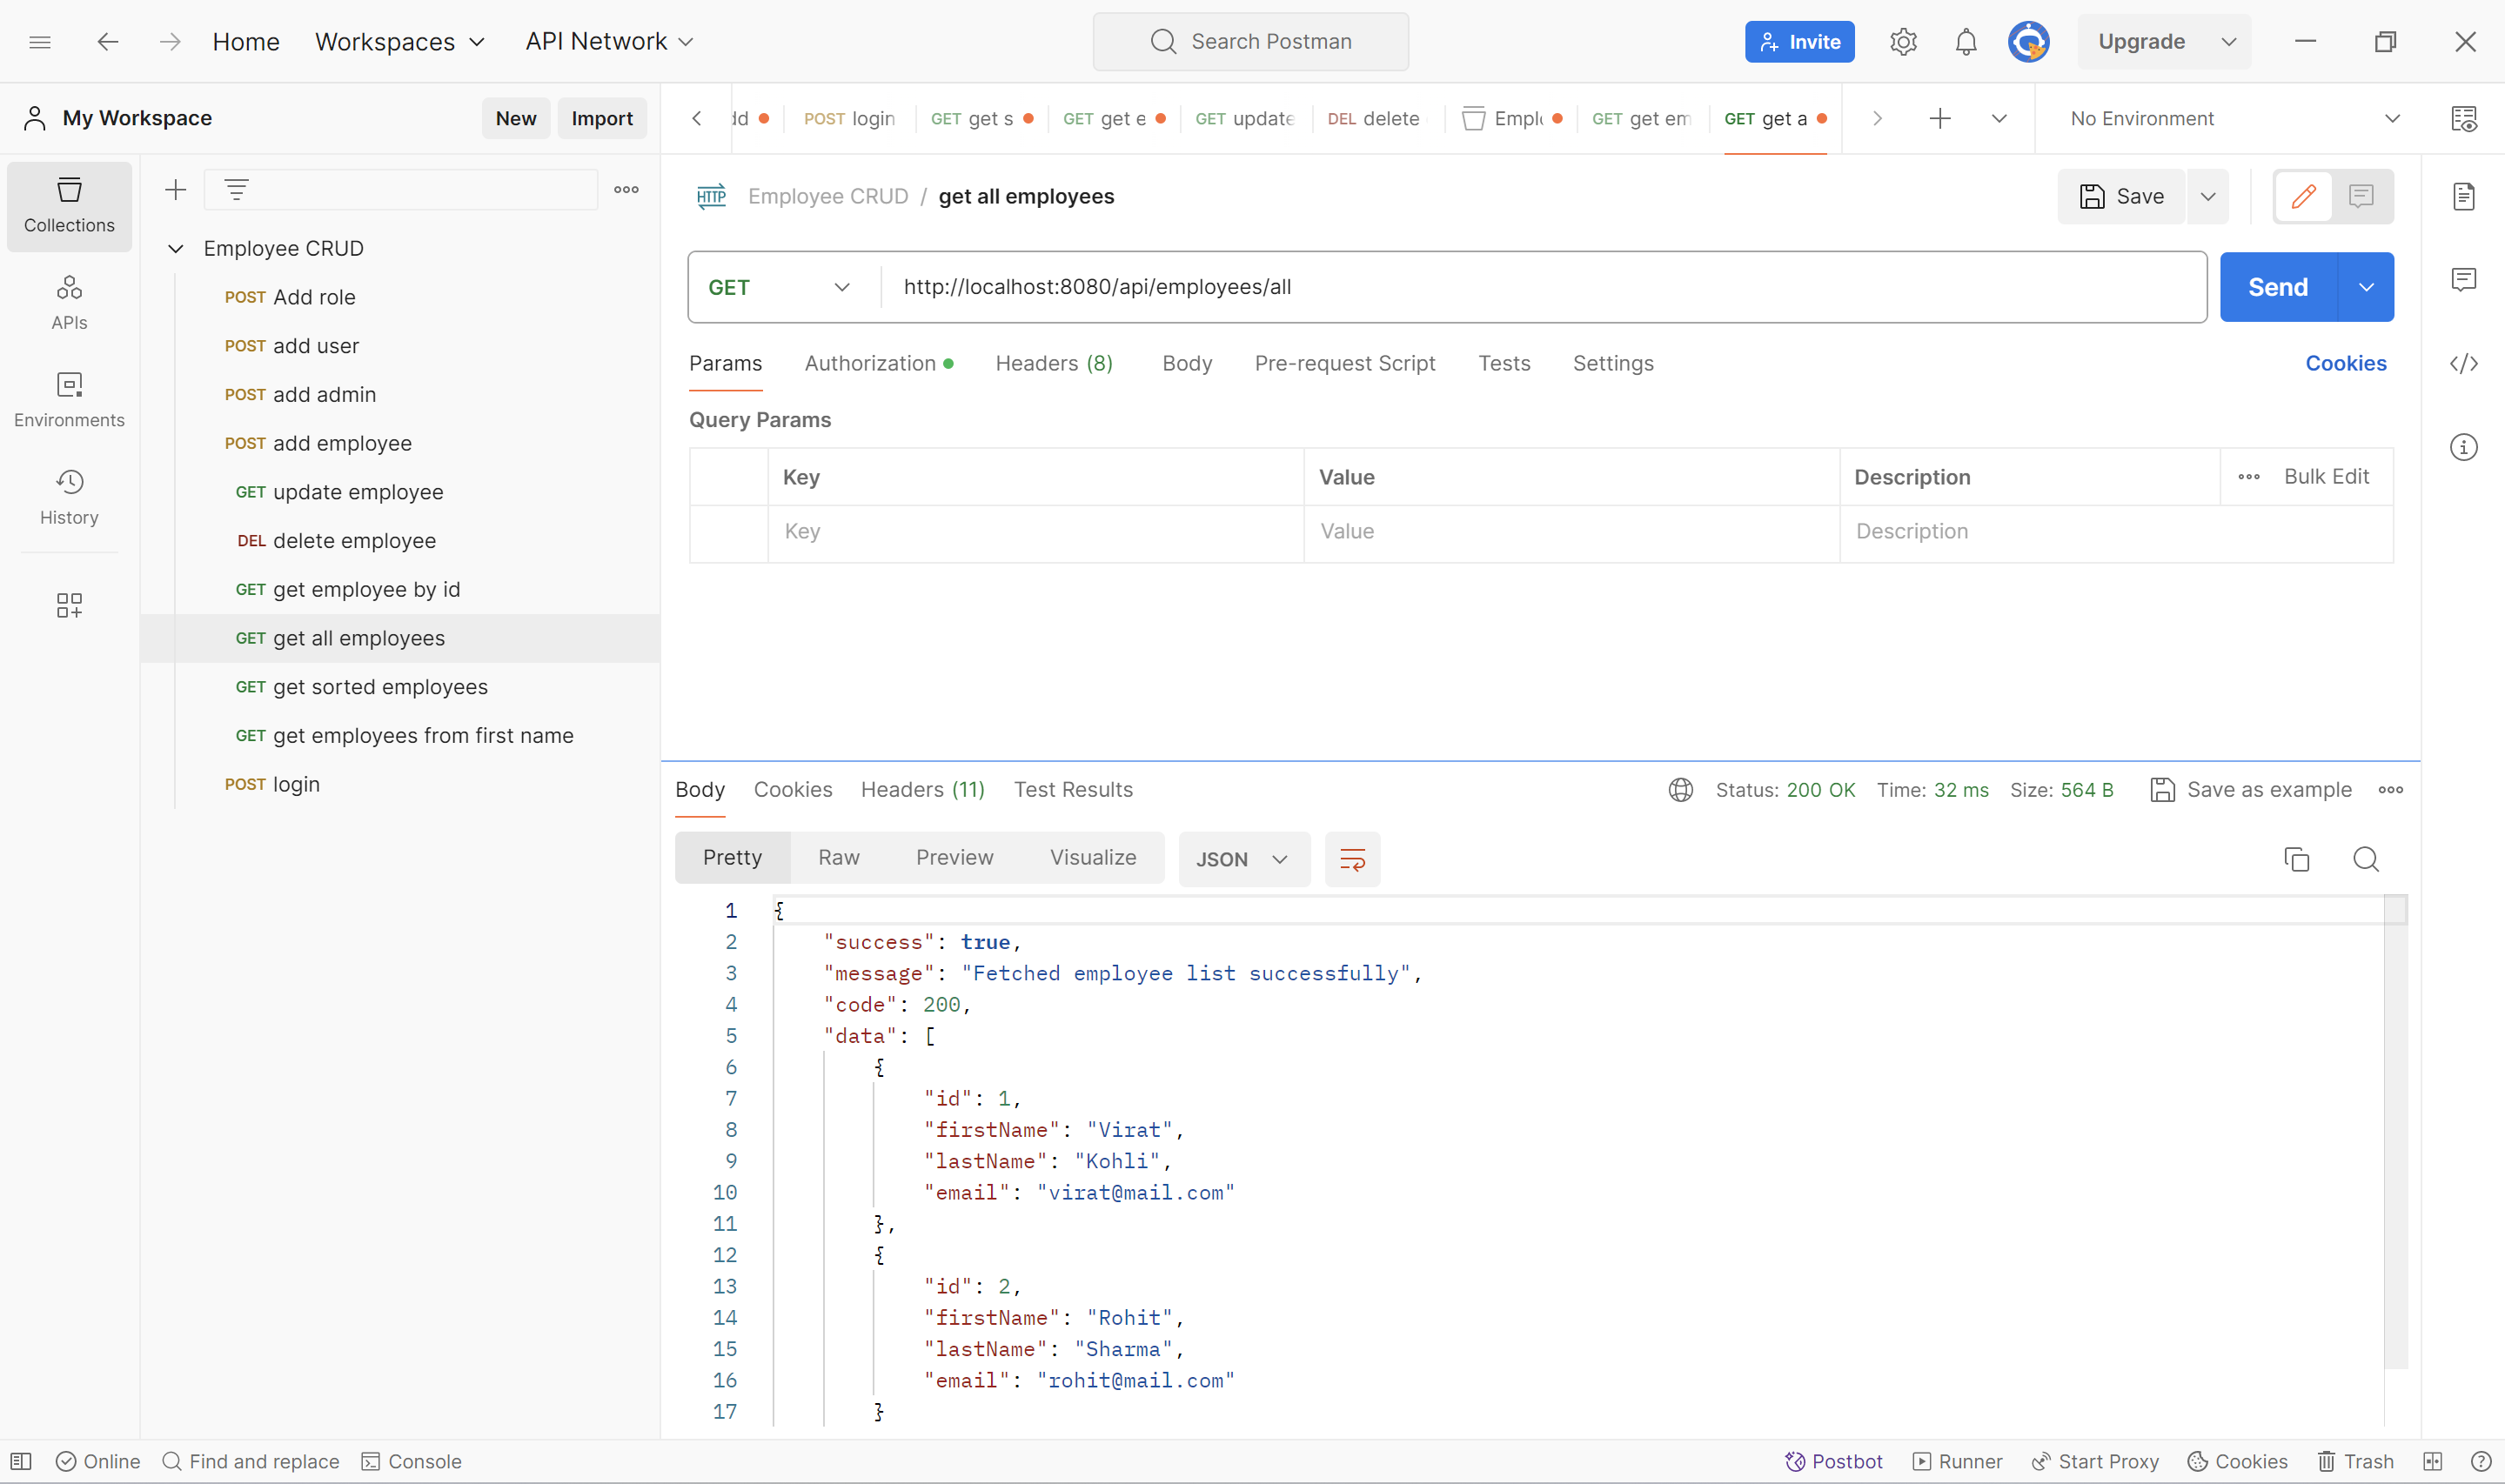 Home Workspaces API Network Search Postman Invite Upgrade
My Workspace New Import
dd POST login GET get s GET get e GET update DEL delete Emplo GET get em GET get a No Environment
Collections
APIs
Environments
History
Employee CRUD
POST Add role
POST add user
POST add admin
POST add employee
GET update employee
DEL delete employee
GET get employee by id
GET get all employees
GET get sorted employees
GET get employees from first name
POST login
HTTP Employee CRUD / get all employees Save
GET http://localhost:8080/api/employees/all Send
Params Authorization Headers (8) Body Pre-request Script Tests Settings Cookies
Query Params
Key Value Description Bulk Edit
Key Value Description
Body Cookies Headers (11) Test Results Status: 200 OK Time: 32 ms Size: 564 B Save as example
Pretty Raw Preview Visualize JSON
1 {
2 "success": true,
3 "message": "Fetched employee list successfully",
4 "code": 200,
5 "data": [
6 {
7 "id": 1,
8 "firstName": "Virat",
9 "lastName": "Kohli",
10 "email": "virat@mail.com"
11 },
12 {
13 "id": 2,
14 "firstName": "Rohit",
15 "lastName": "Sharma",
16 "email": "rohit@mail.com"
17 }
Online Find and replace Console Postbot Runner Start Proxy Cookies Trash